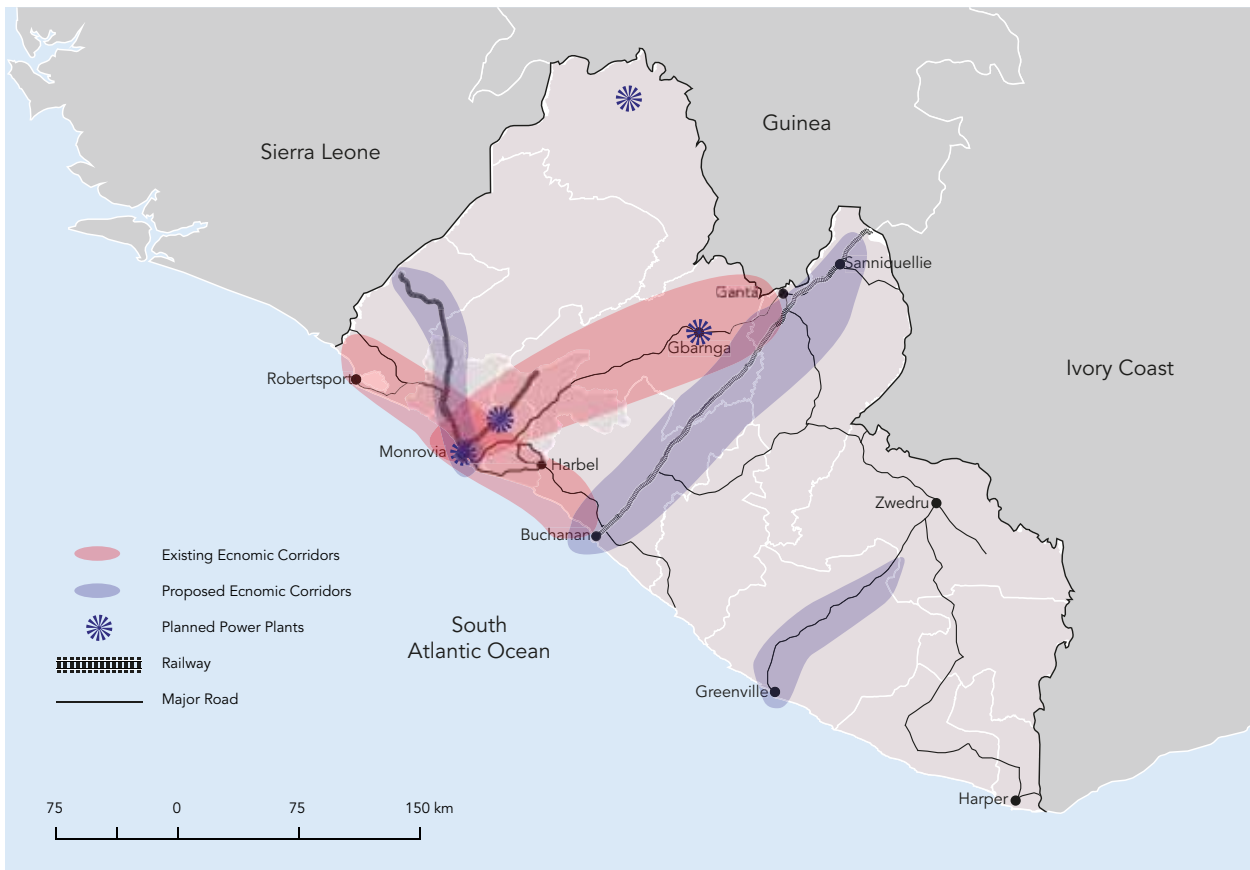 Guinea
Sierra Leone
Sanniquellie
Ganta
Gbarnga
Ivory Coast
Robertsport
Monrovia
Harbel
Zwedru
Buchanan
Existing Ecnomic Corridors
Proposed Ecnomic Corridors
Planned Power Plants
Railway
Major Road
South
Atlantic Ocean
Greenville
Harper
75 0 75 150 km